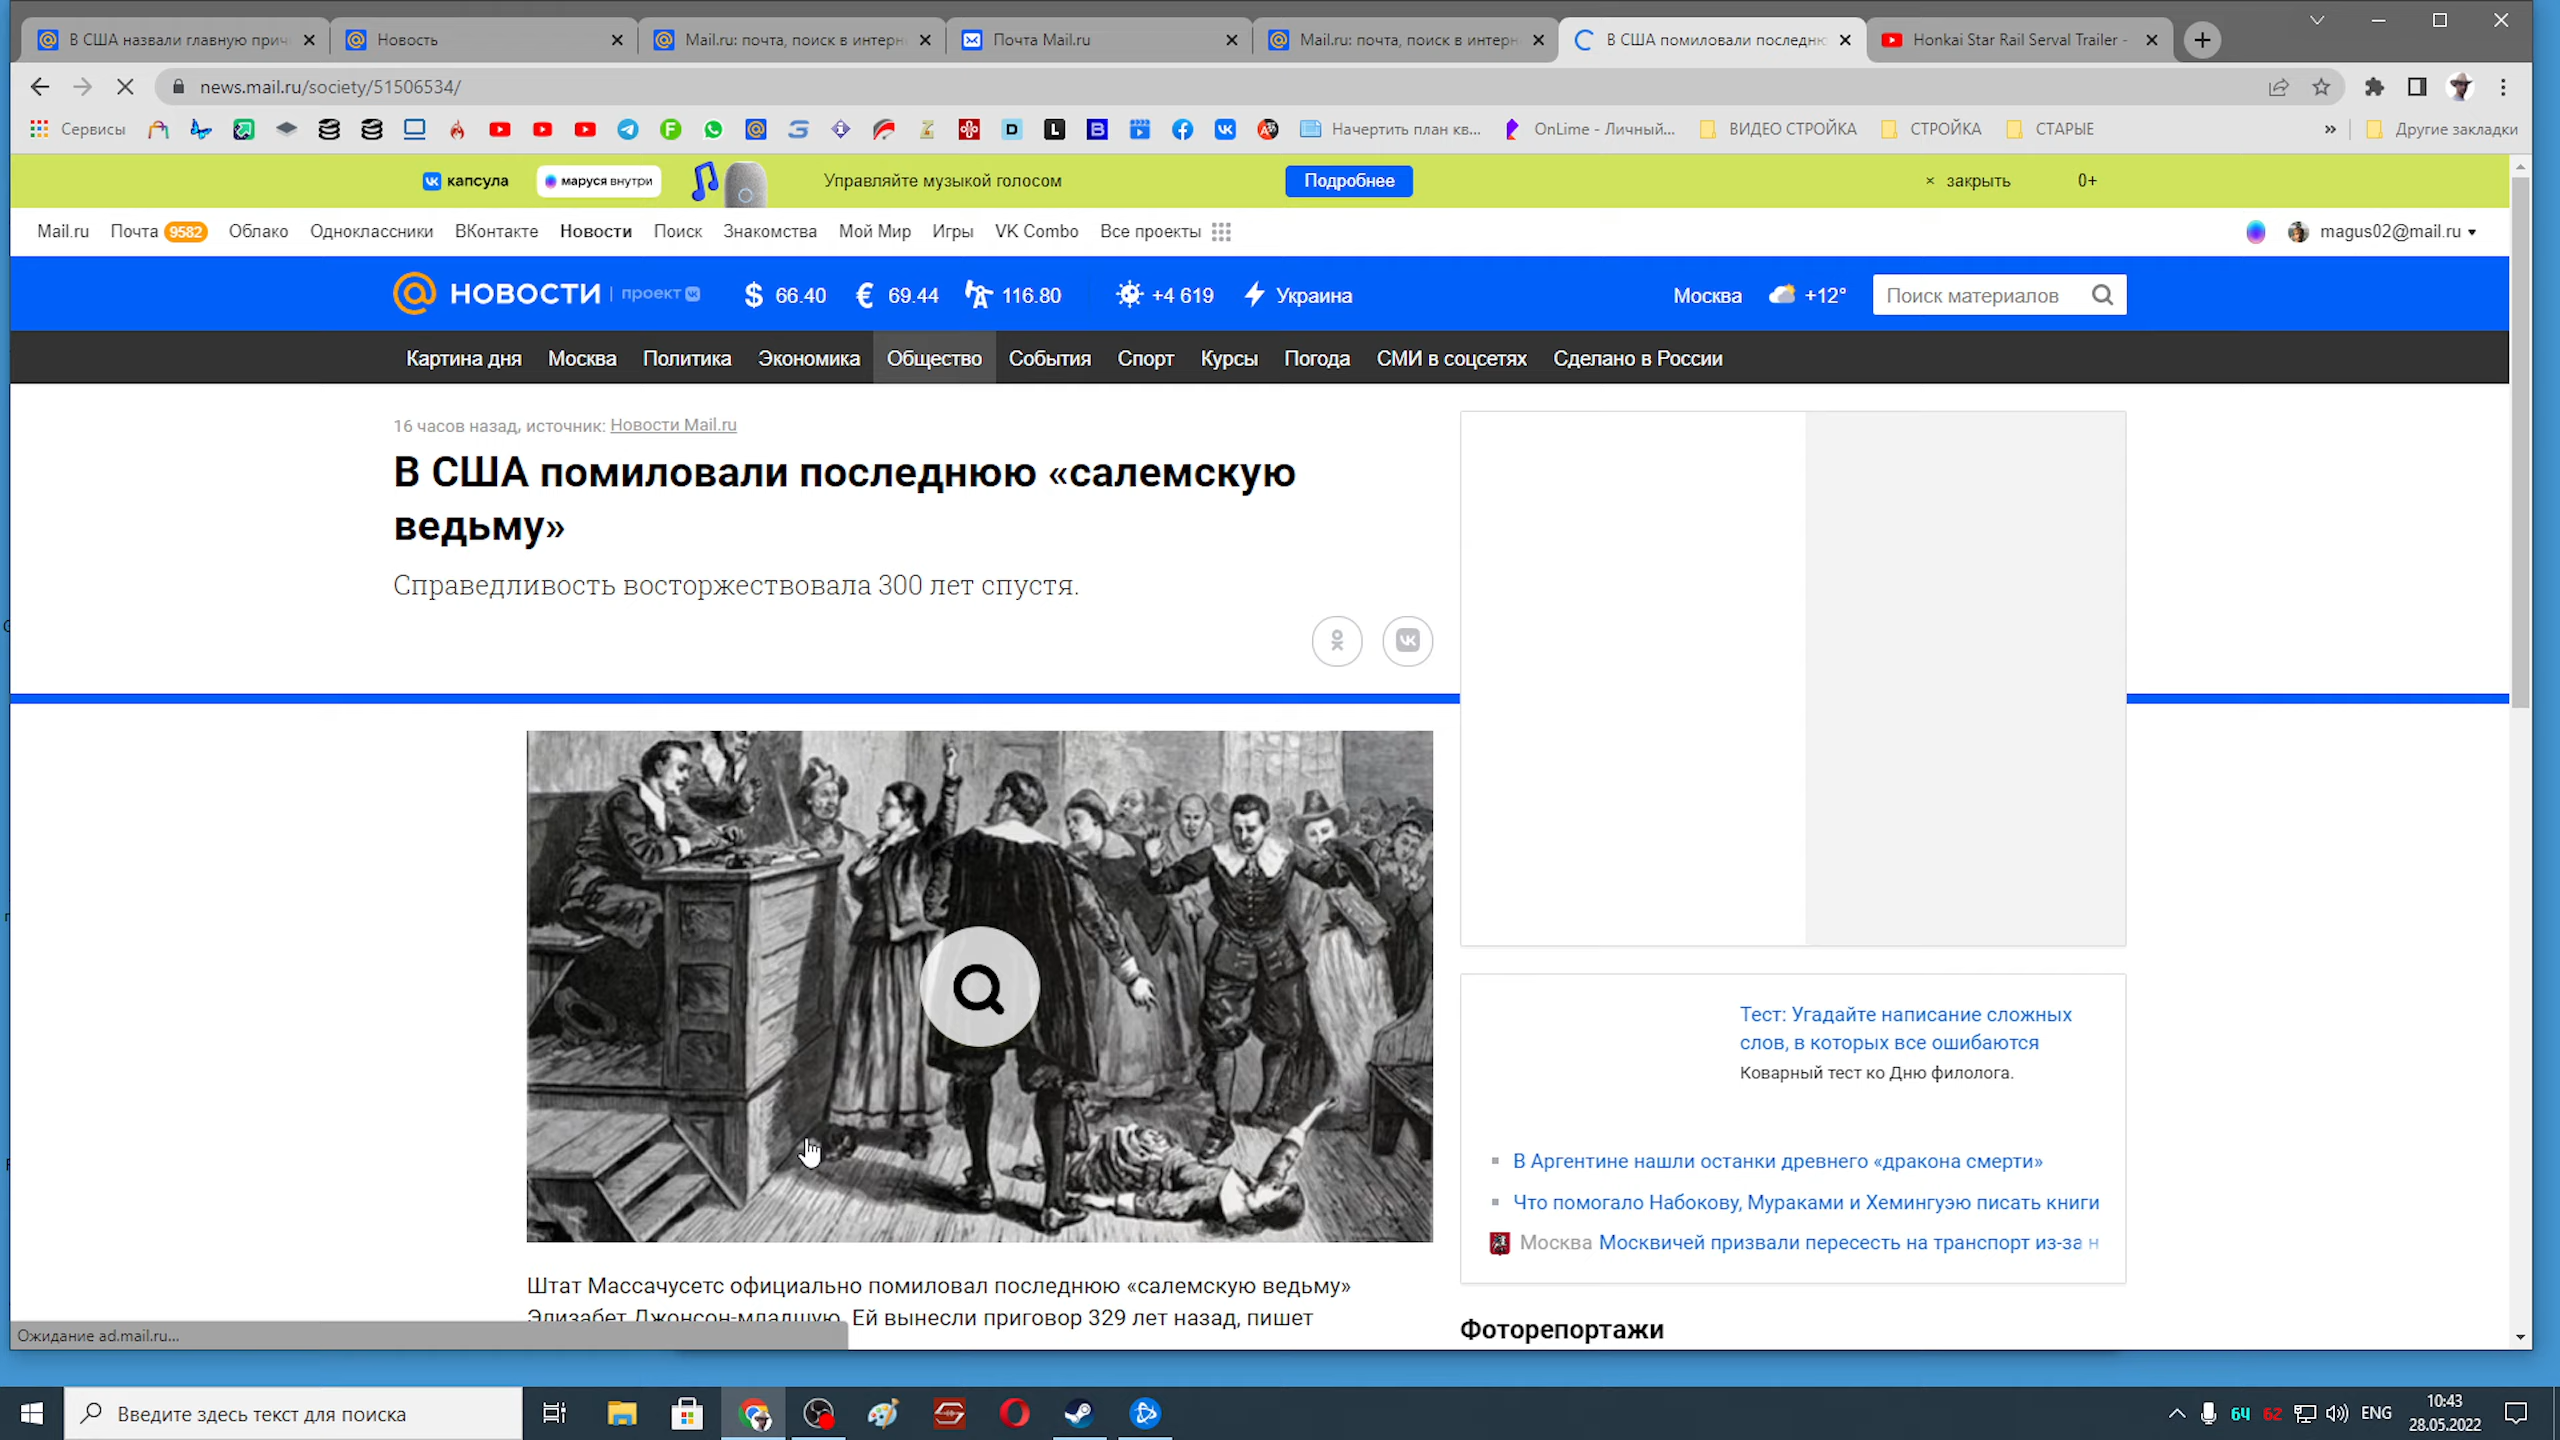 В США назвали главную прич
Новость
Mail.ru: почта, поиск в интерн
Почта Mail.ru
Mail.ru: почта, поиск в интерн
В США помиловали последню
Honkai Star Rail Serval Trailer -
news.mail.ru/society/51506534/
Сервисы
Начертить план кв...
OnLime - Личный...
ВИДЕО СТРОЙКА
СТРОЙКА
СТАРЫЕ
»
Другие закладки
капсула
маруся внутри
Управляйте музыкой голосом
Подробнее
× закрыть
0+
Mail.ru Почта 9582 Облако Одноклассники ВКонтакте Новости Поиск Знакомства Мой Мир Игры VK Combo Все проекты
magus02@mail.ru
НОВОСТИ | проект
$ 66.40 € 69.44 116.80 +4 619 Украина
Москва +12°
Поиск материалов
Картина дня Москва Политика Экономика Общество События Спорт Курсы Погода СМИ в соцсетях Сделано в России
16 часов назад, источник: Новости Mail.ru
В США помиловали последнюю «салемскую
ведьму»
Справедливость восторжествовала 300 лет спустя.
Штат Массачусетс официально помиловал последнюю «салемскую ведьму»
Элизабет Джонсон-младшую. Ей вынесли приговор 329 лет назад, пишет
Тест: Угадайте написание сложных
слов, в которых все ошибаются
Коварный тест ко Дню филолога.
В Аргентине нашли останки древнего «дракона смерти»
Что помогало Набокову, Мураками и Хемингуэю писать книги
Москва Москвичей призвали пересесть на транспорт из-за н
Фоторепортажи
Ожидание ad.mail.ru...
Введите здесь текст для поиска
64
62
ENG
10:43
28.05.2022